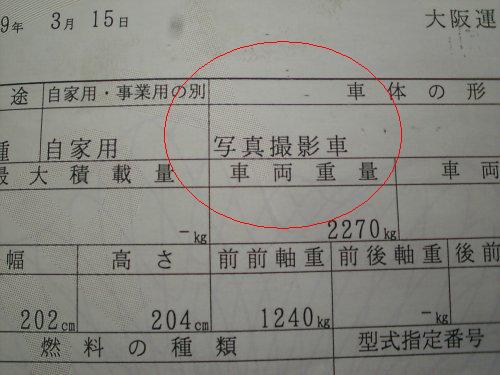 9年 3月 15日 大阪運
途 自家用・事業用の別 車体の形
種 自家用 写真撮影車
最大積載量 車両重量 車両
-kg 2270kg
幅 高さ 前前軸重 前後軸重 後前
202cm 204cm 1240kg -kg
燃料の種類 型式指定番号